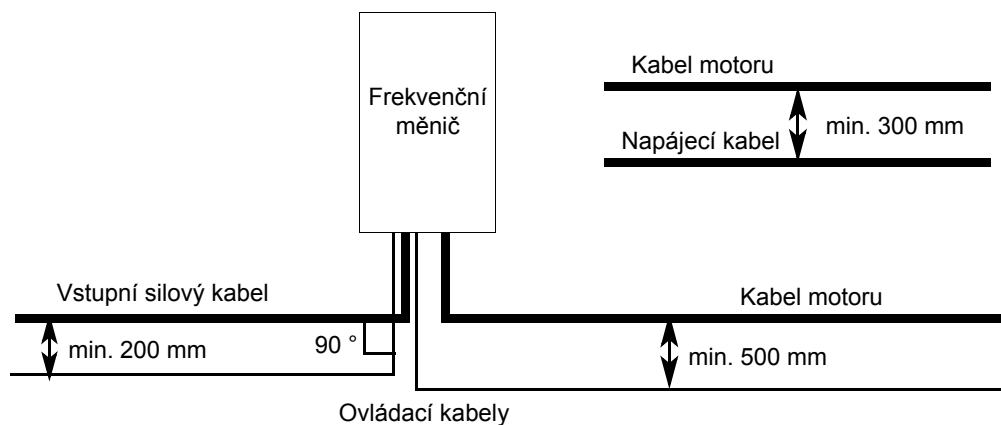 Frekvenční
měnič
Kabel motoru
min. 300 mm
Napájecí kabel
Vstupní silový kabel
Kabel motoru
min. 200 mm
90 °
min. 500 mm
Ovládací kabely